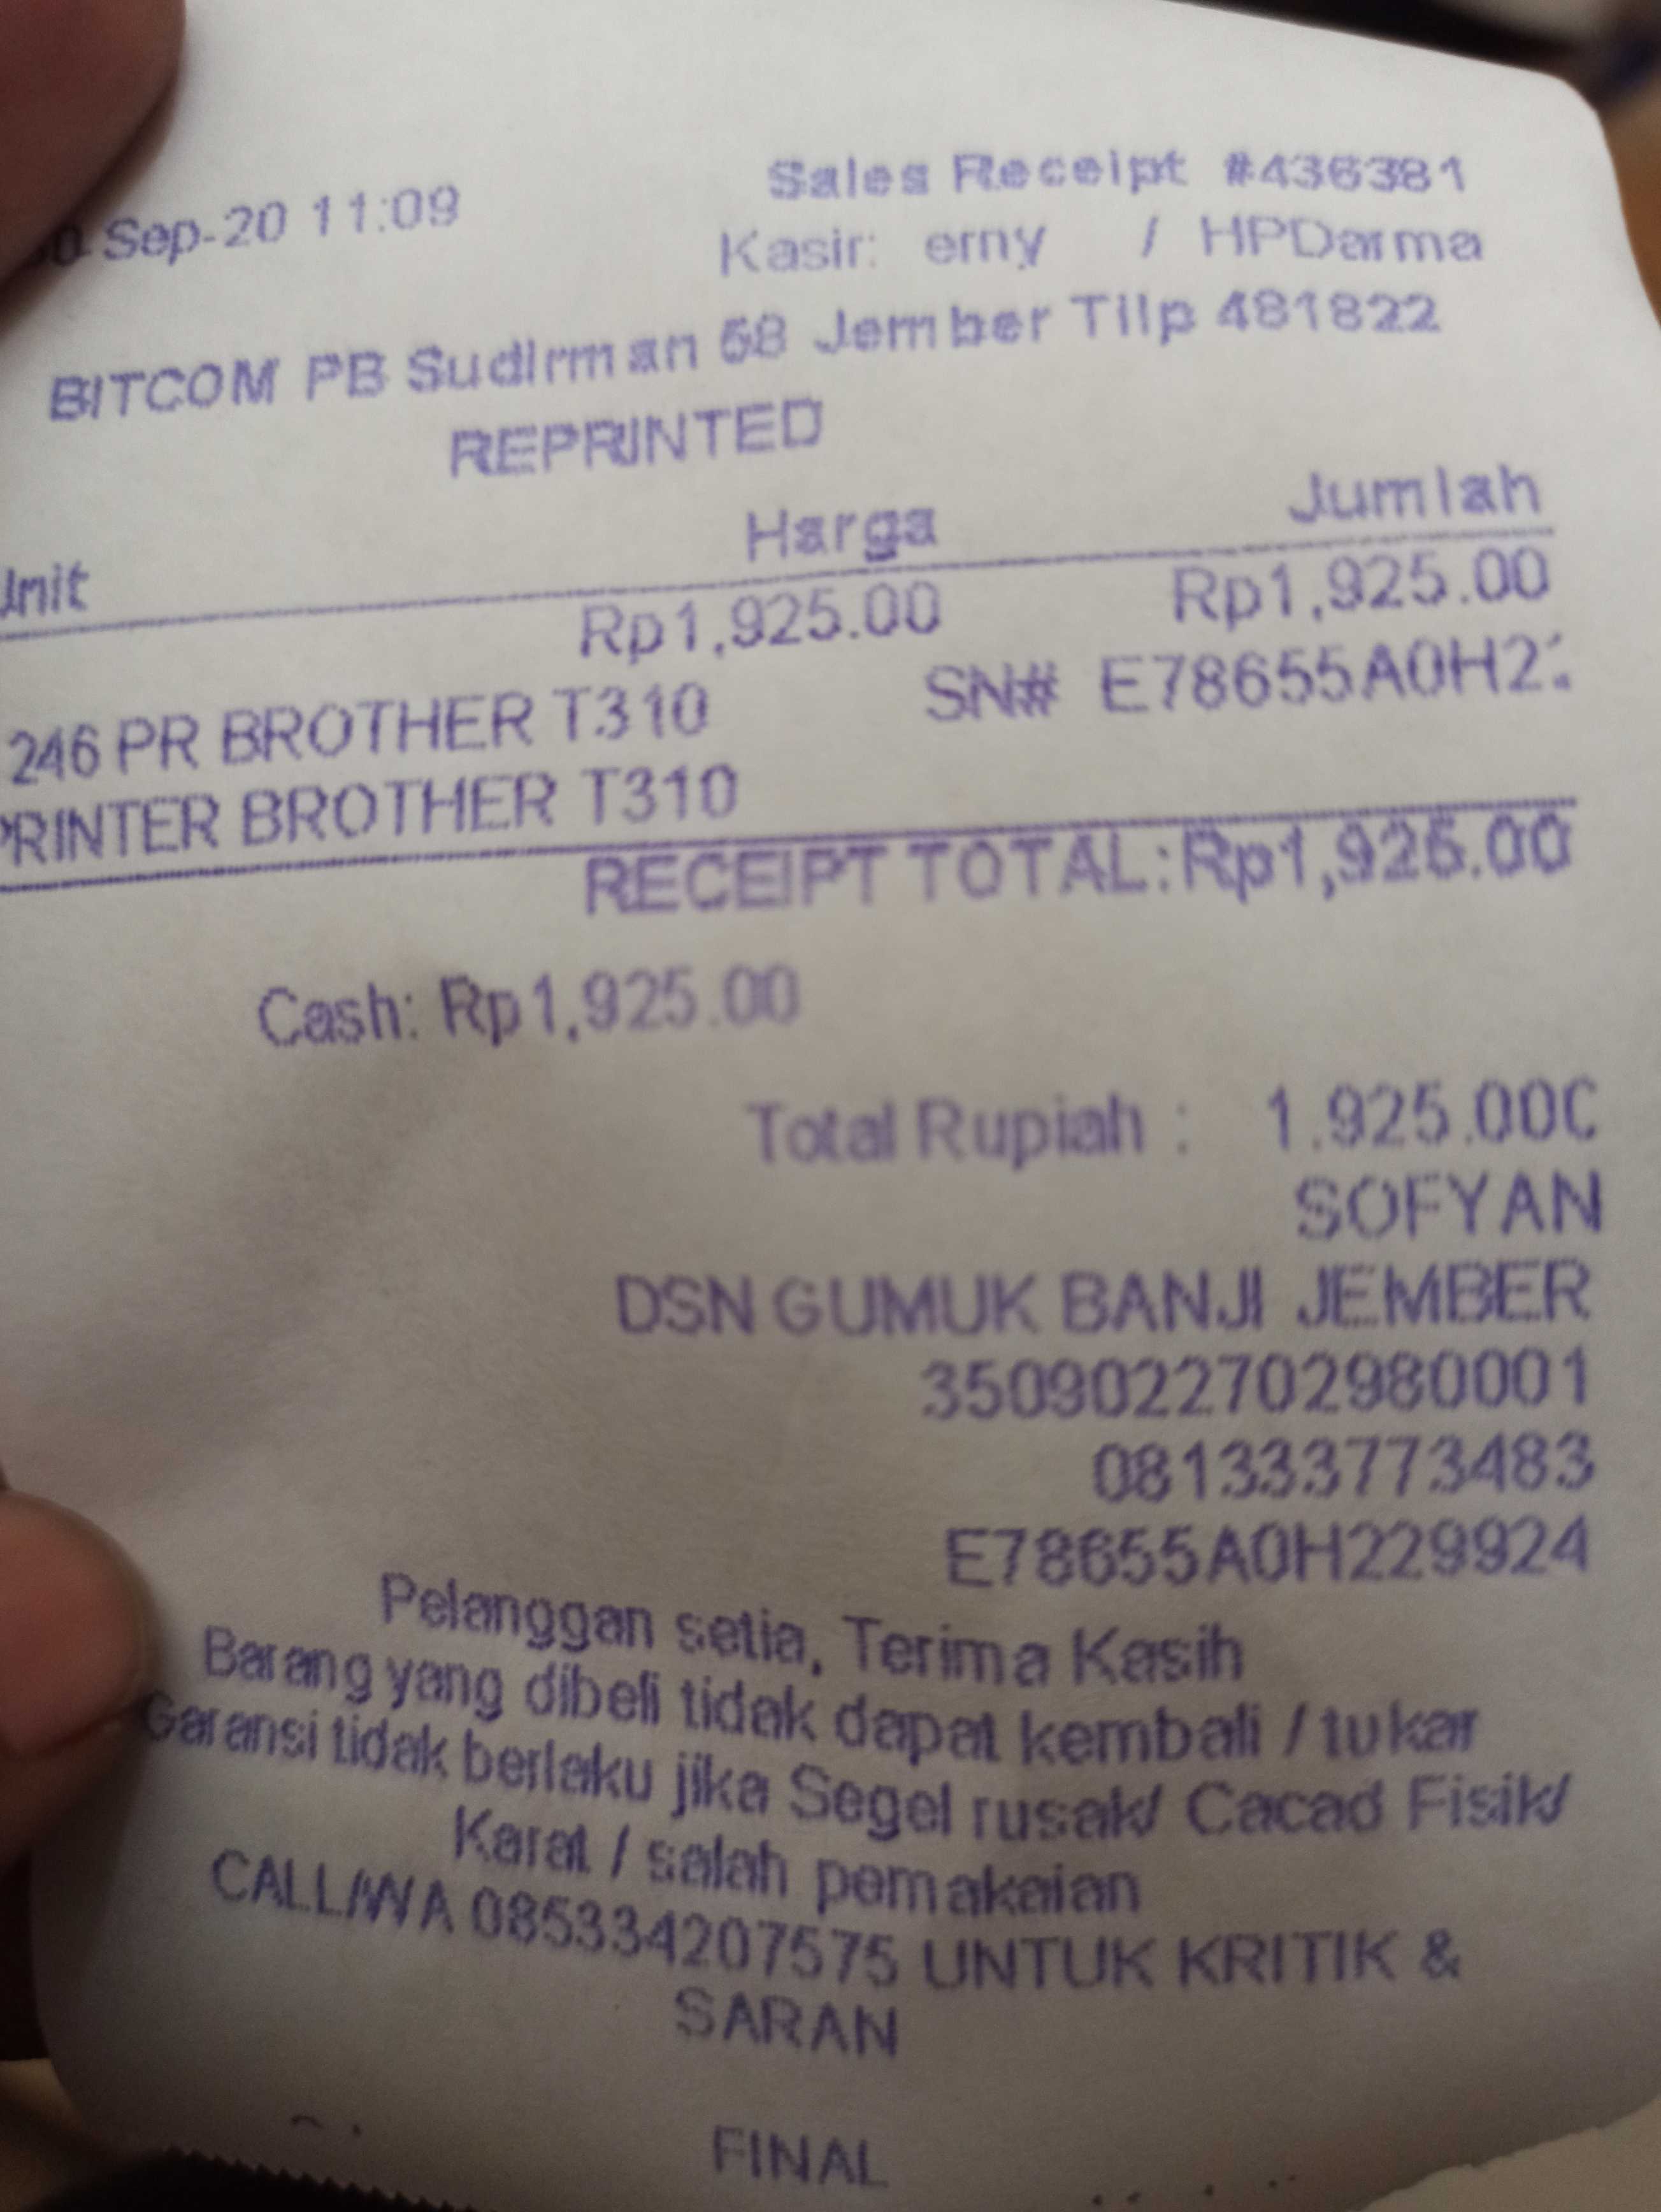 Sales Receipt #436381
Sep-20 11:09
Kasir: erny / HPDarma
BITCOM PB Sudirman 58 Jember Tilp 481822
REPRINTED
Unit Harga Jumlah
Rp1,925.00 Rp1,925.00
246 PR BROTHER T310 SN# E78655A0H22
PRINTER BROTHER T310
RECEIPT TOTAL: Rp1,925.00
Cash: Rp1,925.00
Total Rupiah : 1.925.000
SOFYAN
DSN GUMUK BANJI JEMBER
3509022702980001
081333773483
E78655A0H229924
Pelanggan setia, Terima Kasih
Barang yang dibeli tidak dapat kembali / tukar
Garansi tidak berlaku jika Segel rusak/ Cacad Fisik/
Karat / salah pemakaian
CALL/WA 085334207575 UNTUK KRITIK &
SARAN
FINAL